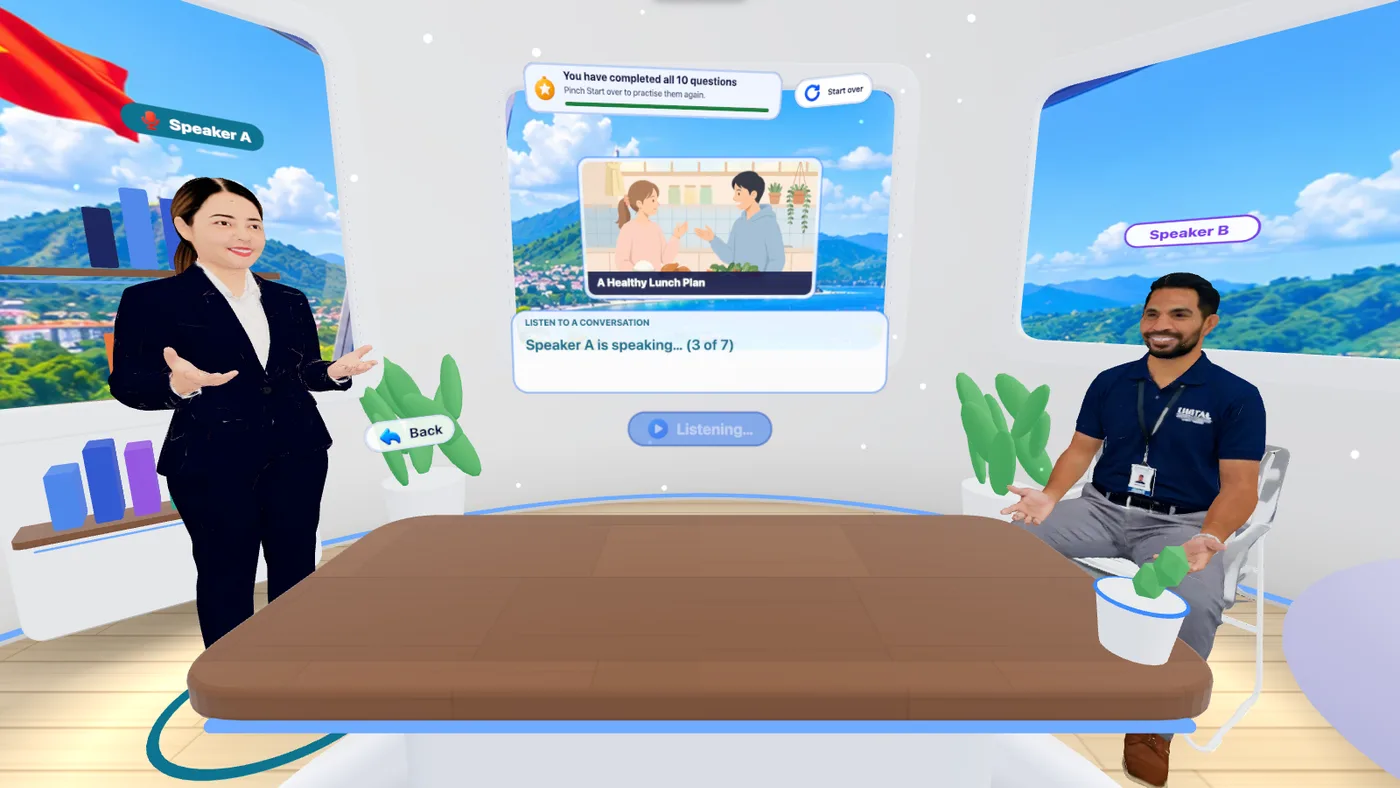 You have completed all 10 questions
Pinch Start over to practise them again.
Start over
Speaker A
Speaker B
A Healthy Lunch Plan
LISTEN TO A CONVERSATION
Speaker A is speaking... (3 of 7)
Listening...
Back